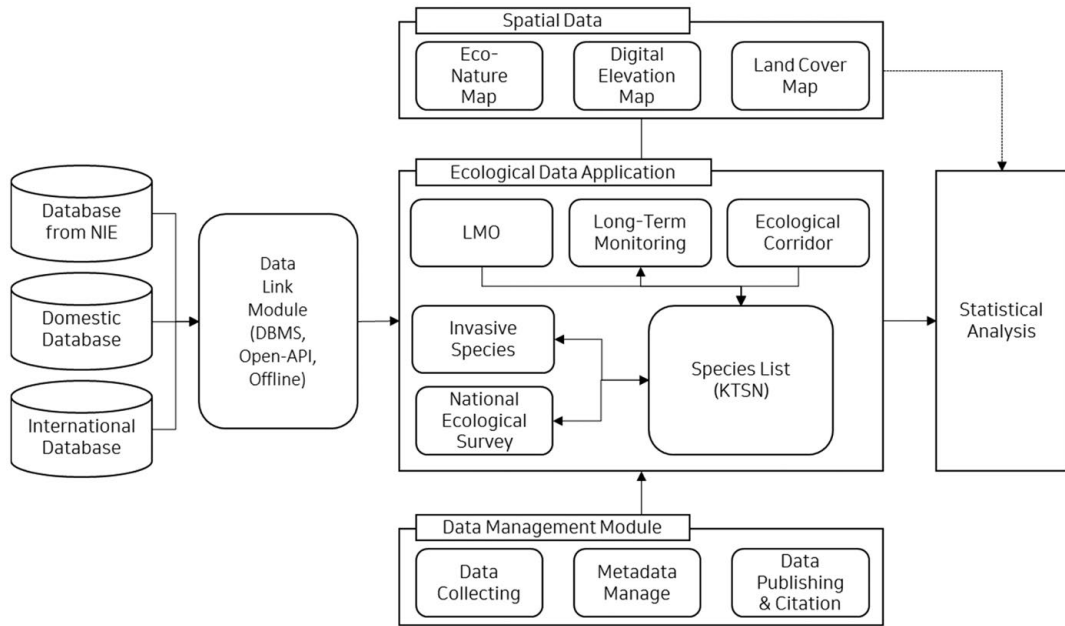 Spatial Data
Eco-
Nature
Map
Digital
Elevation
Map
Land Cover
Map
Database
from NIE
Domestic
Database
International
Database
Data
Link
Module
(DBMS,
Open-API,
Offline)
Ecological Data Application
LMO
Long-Term
Monitoring
Ecological
Corridor
Invasive
Species
National
Ecological
Survey
Species List
(KTSN)
Statistical
Analysis
Data Management Module
Data
Collecting
Metadata
Manage
Data
Publishing
& Citation